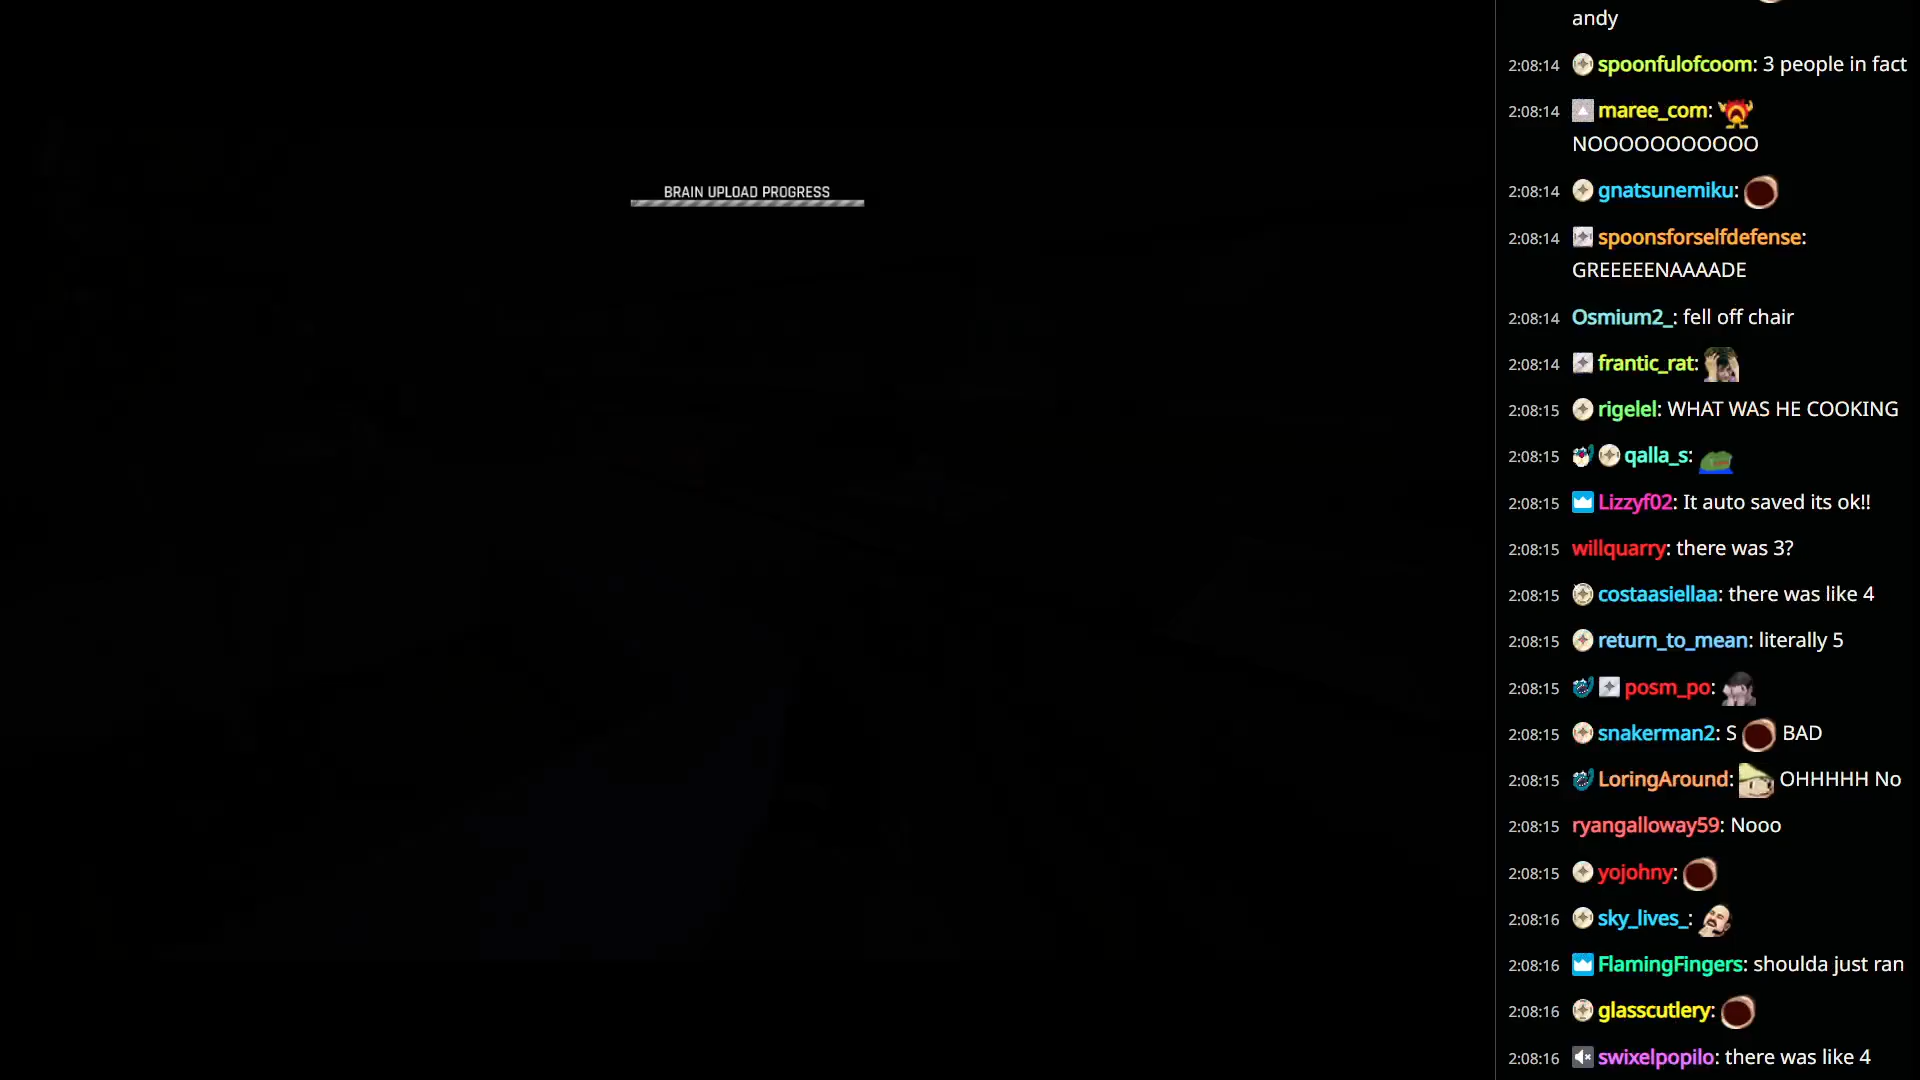 BRAIN UPLOAD PROGRESS
andy
2:08:14 spoonfulofcoom: 3 people in fact
2:08:14 maree_com:
NOOOOOOOOOOO
2:08:14 gnatsunemiku:
2:08:14 spoonsforselfdefense:
GREEEEENAAAADE
2:08:14 Osmium2_: fell off chair
2:08:14 frantic_rat:
2:08:15 rigelel: WHAT WAS HE COOKING
2:08:15 qalla_s:
2:08:15 Lizzyf02: It auto saved its ok!!
2:08:15 willquarry: there was 3?
2:08:15 costaasiellaa: there was like 4
2:08:15 return_to_mean: literally 5
2:08:15 posm_po:
2:08:15 snakerman2: S BAD
2:08:15 LoringAround: OHHHHH No
2:08:15 ryangalloway59: Nooo
2:08:15 yojohny:
2:08:16 sky_lives_:
2:08:16 FlamingFingers: shoulda just ran
2:08:16 glasscutlery:
2:08:16 swixelpopilo: there was like 4